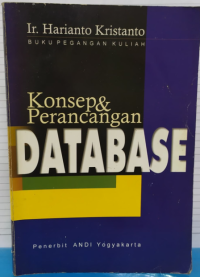 Ir. Harianto Kristanto
BUKU PEGANGAN KULIAH
Konsep&
Perancangan
DATABASE
Penerbit ANDI Yogyakarta